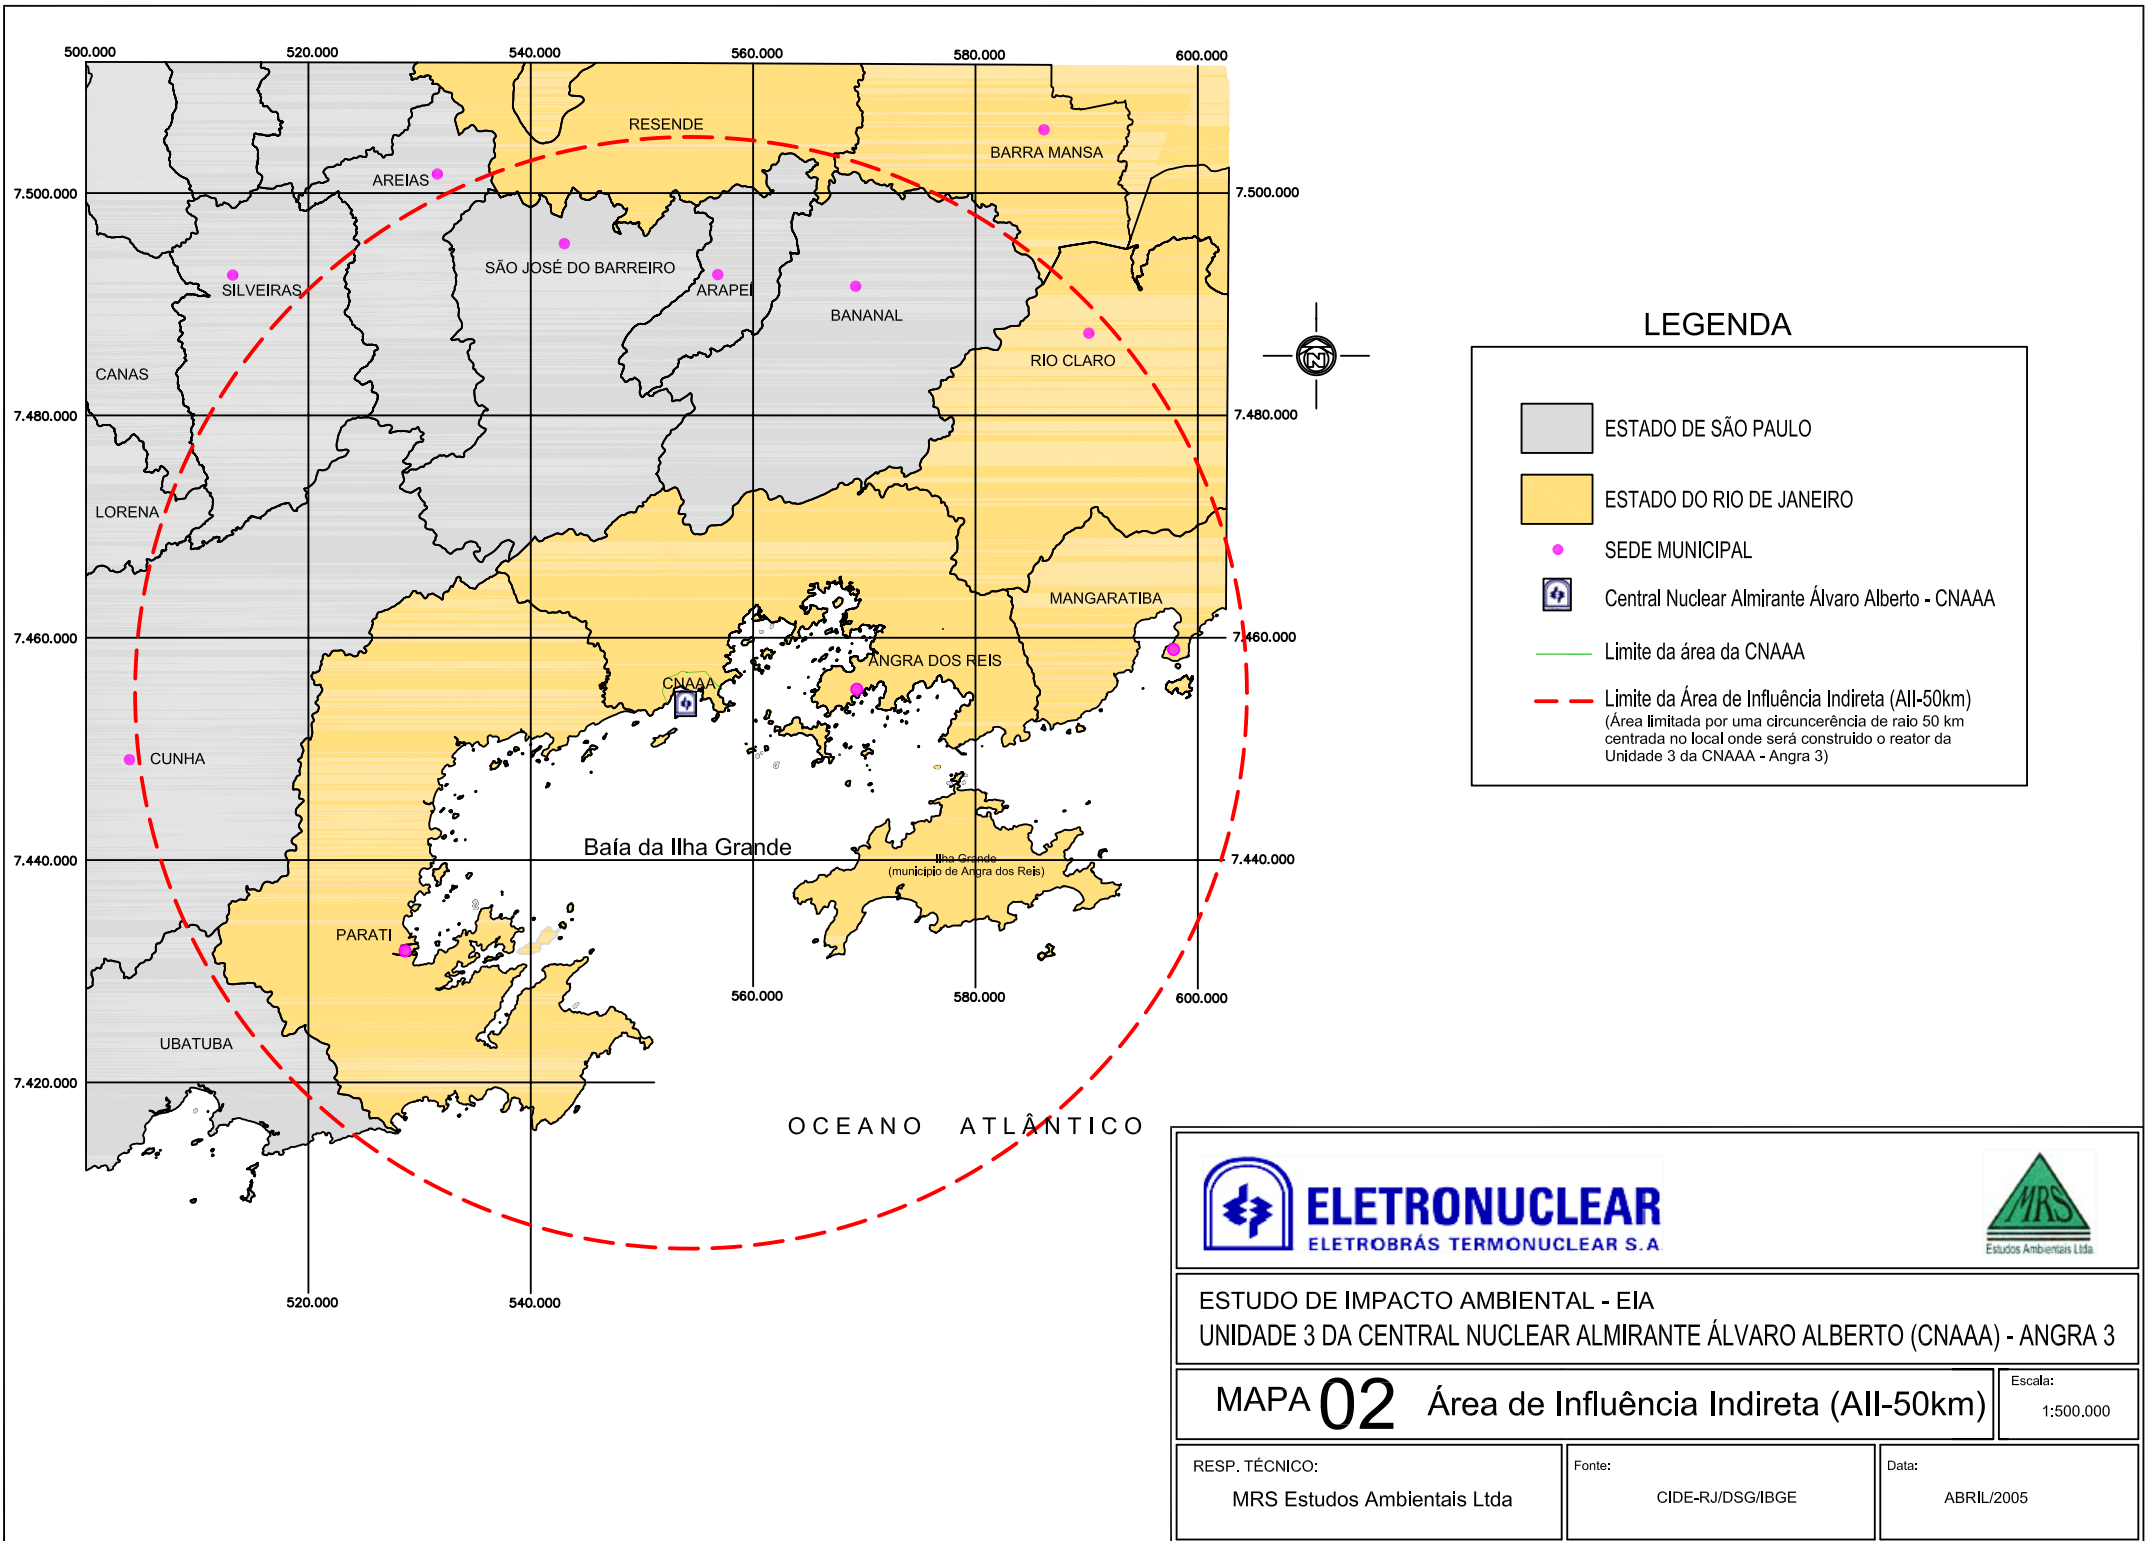 500.000
520.000
540.000
560.000
580.000
600.000
RESENDE
BARRA MANSA
AREIAS
7.500.000
7.500.000
SÃO JOSÉ DO BARREIRO
SILVEIRAS
ARAPEÍ
BANANAL
RIO CLARO
CANAS
7.480.000
7.480.000
LORENA
MANGARATIBA
7.460.000
7.460.000
ANGRA DOS REIS
CNAAA
CUNHA
Baía da Ilha Grande
7.440.000
7.440.000
Ilha Grande
(município de Angra dos Reis)
PARATI
560.000
580.000
600.000
UBATUBA
7.420.000
OCEANO ATLÂNTICO
520.000
540.000
N
LEGENDA
ESTADO DE SÃO PAULO
ESTADO DO RIO DE JANEIRO
SEDE MUNICIPAL
Central Nuclear Almirante Álvaro Alberto - CNAAA
Limite da área da CNAAA
Limite da Área de Influência Indireta (AII-50km)
(Área limitada por uma circuncerência de raio 50 km
centrada no local onde será construido o reator da
Unidade 3 da CNAAA - Angra 3)
ELETRONUCLEAR
ELETROBRÁS TERMONUCLEAR S.A.
MRS
Estudos Ambientais Ltda.
ESTUDO DE IMPACTO AMBIENTAL - EIA
UNIDADE 3 DA CENTRAL NUCLEAR ALMIRANTE ÁLVARO ALBERTO (CNAAA) - ANGRA 3
MAPA 02 Área de Influência Indireta (AII-50km)
Escala:
1:500.000
RESP. TÉCNICO:
MRS Estudos Ambientais Ltda
Fonte:
CIDE-RJ/DSG/IBGE
Data:
ABRIL/2005